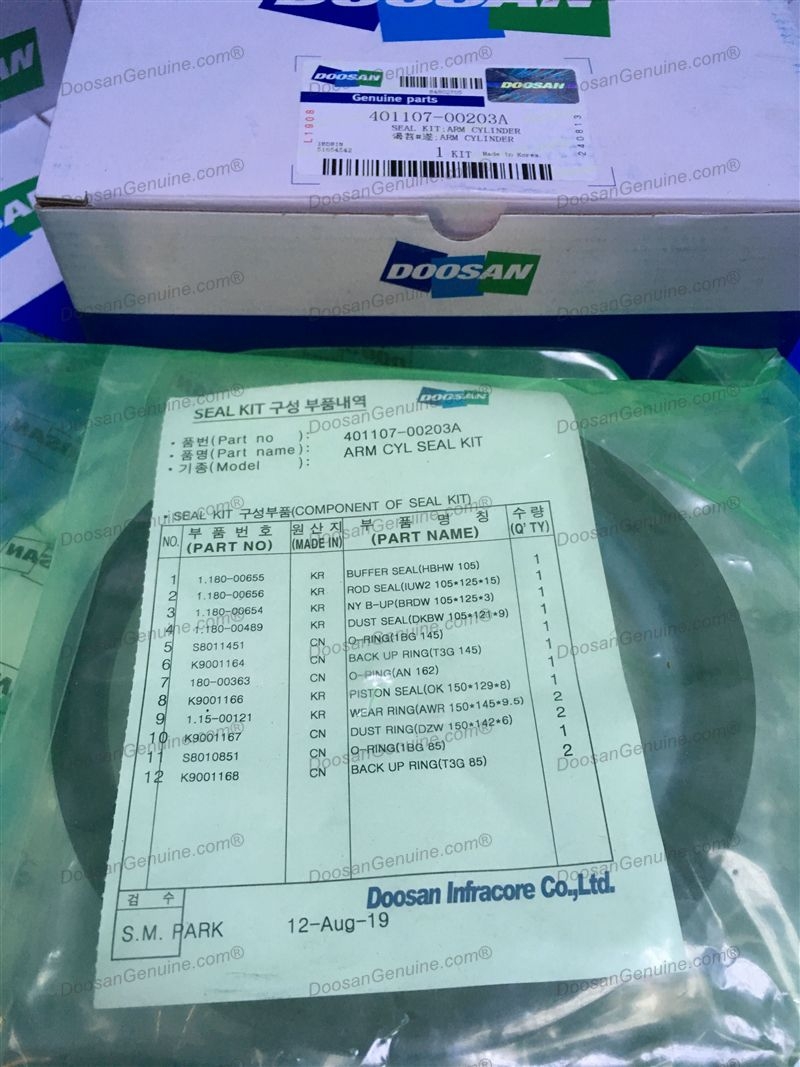 DOOSAN
DOOSAN
DOOSAN
Genuine parts
401107-00203A
SEAL KIT;ARM CYLINDER
;ARM CYLINDER
1 KIT Made in Korea.
L1908
240813
51654542
DOOSAN
SEAL KIT 구성 부품내역
DOOSAN
· 품번(Part no ): 401107-00203A
· 품명(Part name): ARM CYL SEAL KIT
· 기종(Model ):
· SEAL KIT 구성부품(COMPONENT OF SEAL KIT)
NO. 부 품 번 호 (PART NO) 원 산 지 (MADE IN) 부 품 명 칭 (PART NAME) 수 량 (Q' TY)
1 1.180-00655 KR BUFFER SEAL(HBHW 105) 1
2 1.180-00656 KR ROD SEAL(IUW2 105*125*15) 1
3 1.180-00654 KR NY B-UP(BRDW 105*125*3) 1
4 1.180-00489 KR DUST SEAL(DKBW 105*121*9) 1
5 S8011451 CN O-RING(1BG 145) 1
6 K9001164 CN BACK UP RING(T3G 145) 1
7 180-00363 CN O-RING(AN 162) 1
8 K9001166 KR PISTON SEAL(OK 150*129*8) 1
9 1.15-00121 KR WEAR RING(AWR 150*145*9.5) 2
10 K9001167 CN DUST RING(DZW 150*142*6) 2
11 S8010851 CN O-RING(1BG 85) 1
12 K9001168 CN BACK UP RING(T3G 85) 2
검 수
S.M. PARK
12-Aug-19
Doosan Infracore Co.,Ltd.
DoosanGenuine.com®